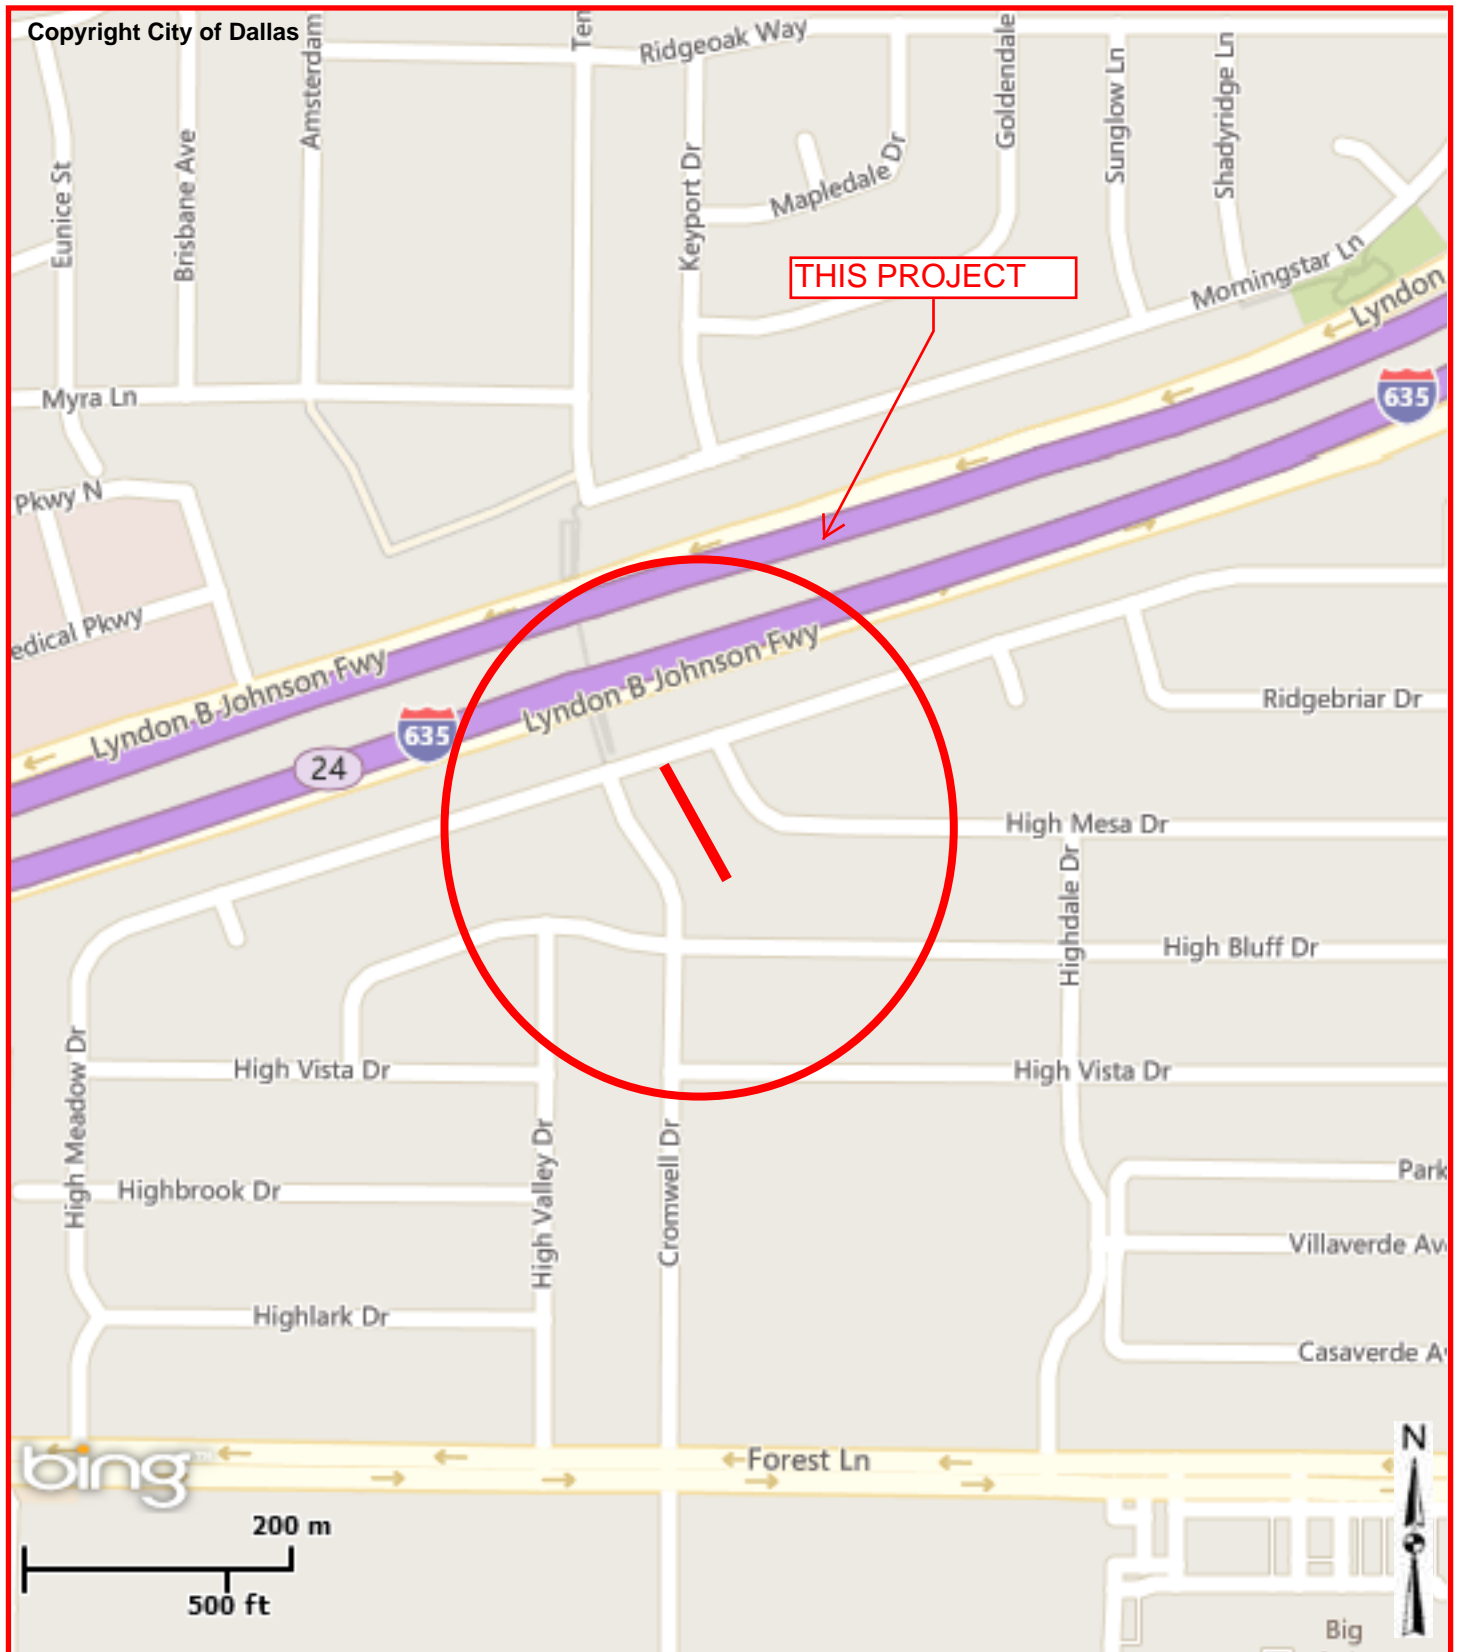 Copyright City of Dallas
Ridgeoak Way
Amsterdam
Ten
Goldendale
Sunglow Ln
Shadyridge Ln
Eunice St
Brisbane Ave
Keyport Dr
Mapledale Dr
Morningstar Ln
THIS PROJECT
Lyndon
635
Myra Ln
Pkwy N
edical Pkwy
Lyndon B Johnson Fwy
Lyndon B Johnson Fwy
635
24
Ridgebriar Dr
High Mesa Dr
Highdale Dr
High Bluff Dr
High Meadow Dr
High Vista Dr
High Vista Dr
High Valley Dr
Cromwell Dr
Highbrook Dr
Park
Villaverde Av
Highlark Dr
Casaverde A
Forest Ln
bing
N
200 m
500 ft
Big